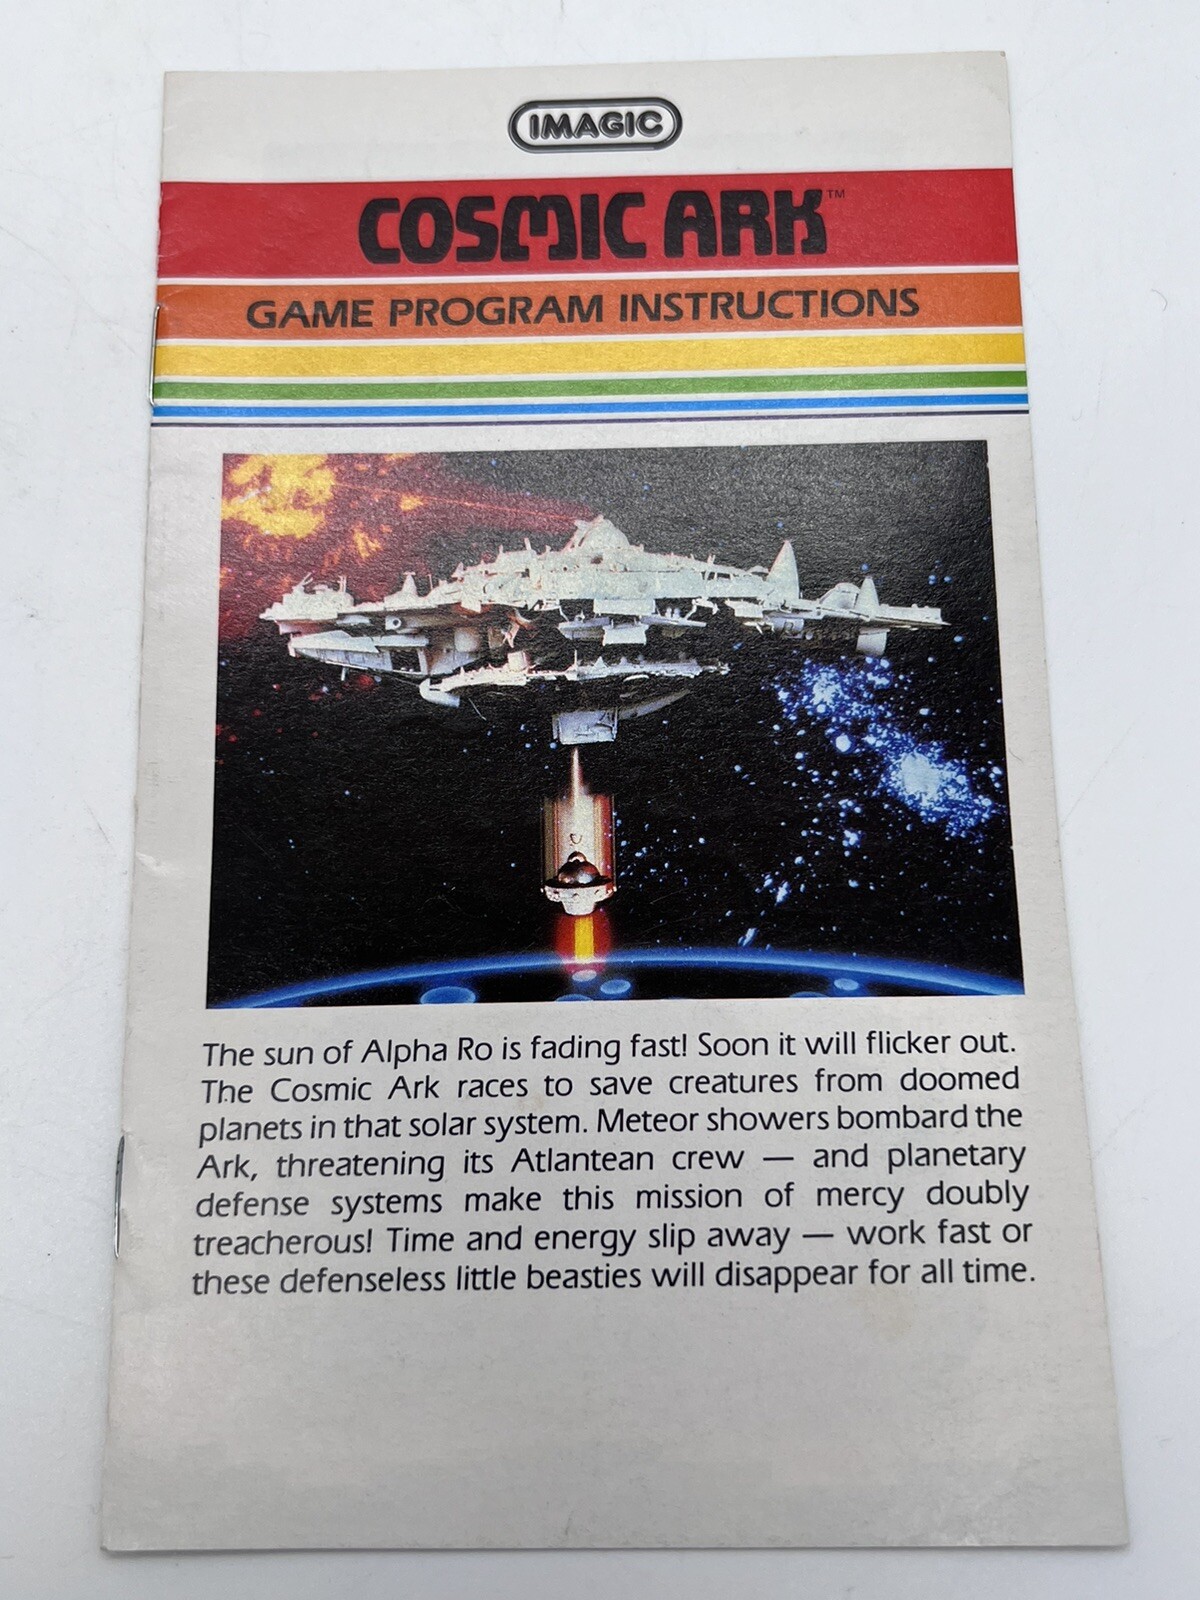 IMAGIC
COSMIC ARK™
GAME PROGRAM INSTRUCTIONS
The sun of Alpha Ro is fading fast! Soon it will flicker out.
The Cosmic Ark races to save creatures from doomed
planets in that solar system. Meteor showers bombard the
Ark, threatening its Atlantean crew — and planetary
defense systems make this mission of mercy doubly
treacherous! Time and energy slip away — work fast or
these defenseless little beasties will disappear for all time.